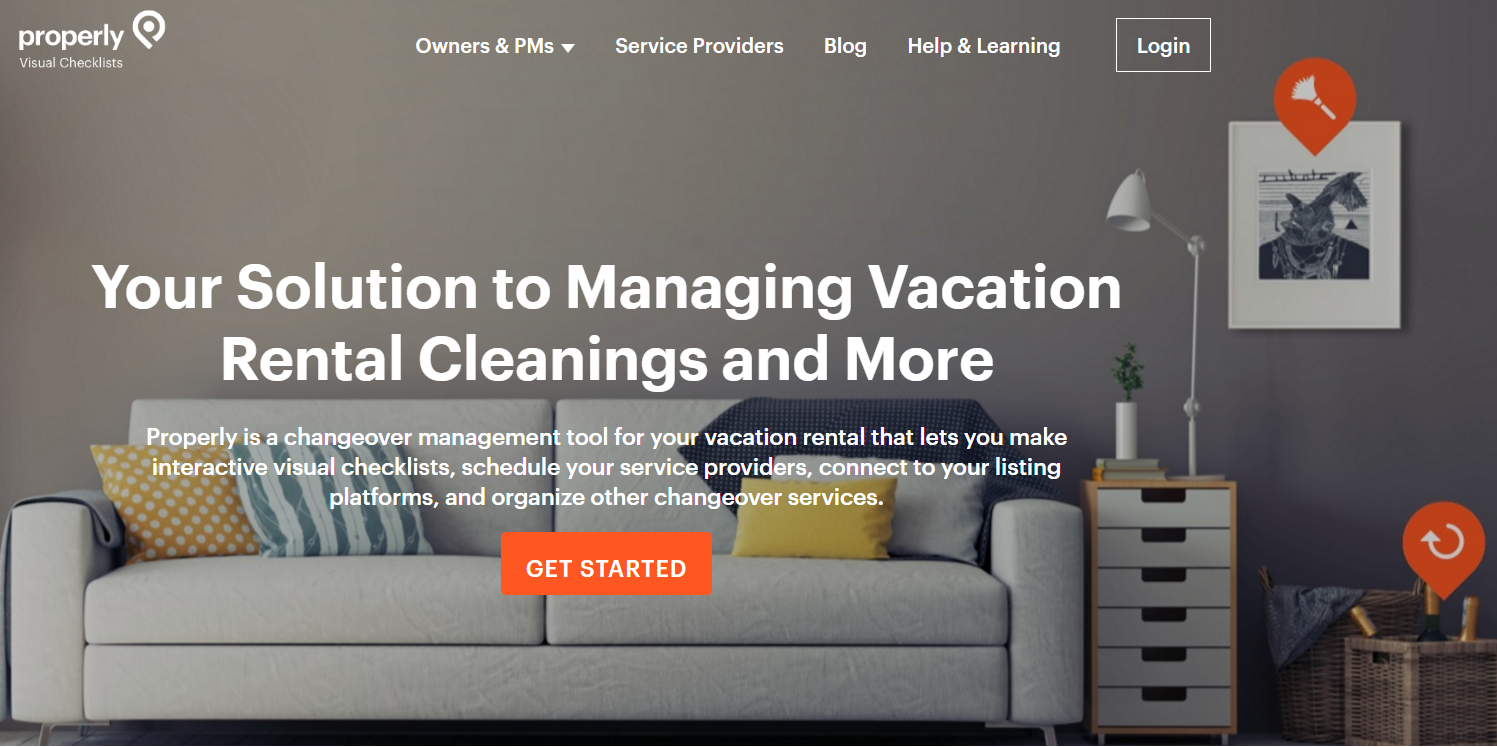 properly
Visual Checklists
Owners & PMs
Service Providers
Blog
Help & Learning
Login
Your Solution to Managing Vacation
Rental Cleanings and More
Properly is a changeover management tool for your vacation rental that lets you make
interactive visual checklists, schedule your service providers, connect to your listing
platforms, and organize other changeover services.
GET STARTED